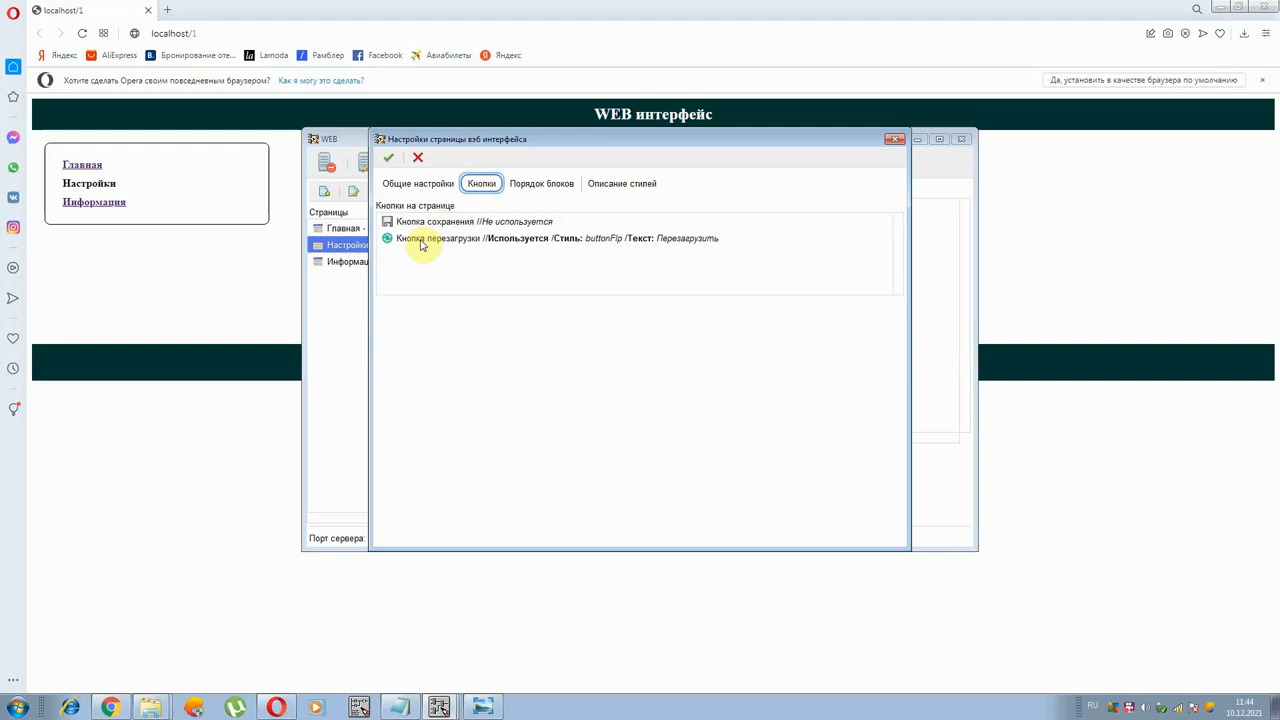 localhost/1
localhost/1
Яндекс
AliExpress
Бронирование оте...
Lamoda
Рамблер
Facebook
Авиабилеты
Яндекс
Хотите сделать Opera своим повседневным браузером?
Как я могу это сделать?
Да, установить в качестве браузера по умолчанию
WEB интерфейс
Главная
Настройки
Информация
WEB
Страницы
Главная -
Настройки
Информац
Порт сервера:
Настройки страницы вэб интерфейса
Общие настройки
Кнопки
Порядок блоков
Описание стилей
Кнопки на странице
Кнопка сохранения //Не используется
Кнопка перезагрузки //Используется /Стиль: buttonFlp /Текст: Перезагрузить
RU
11:44
10.12.2021